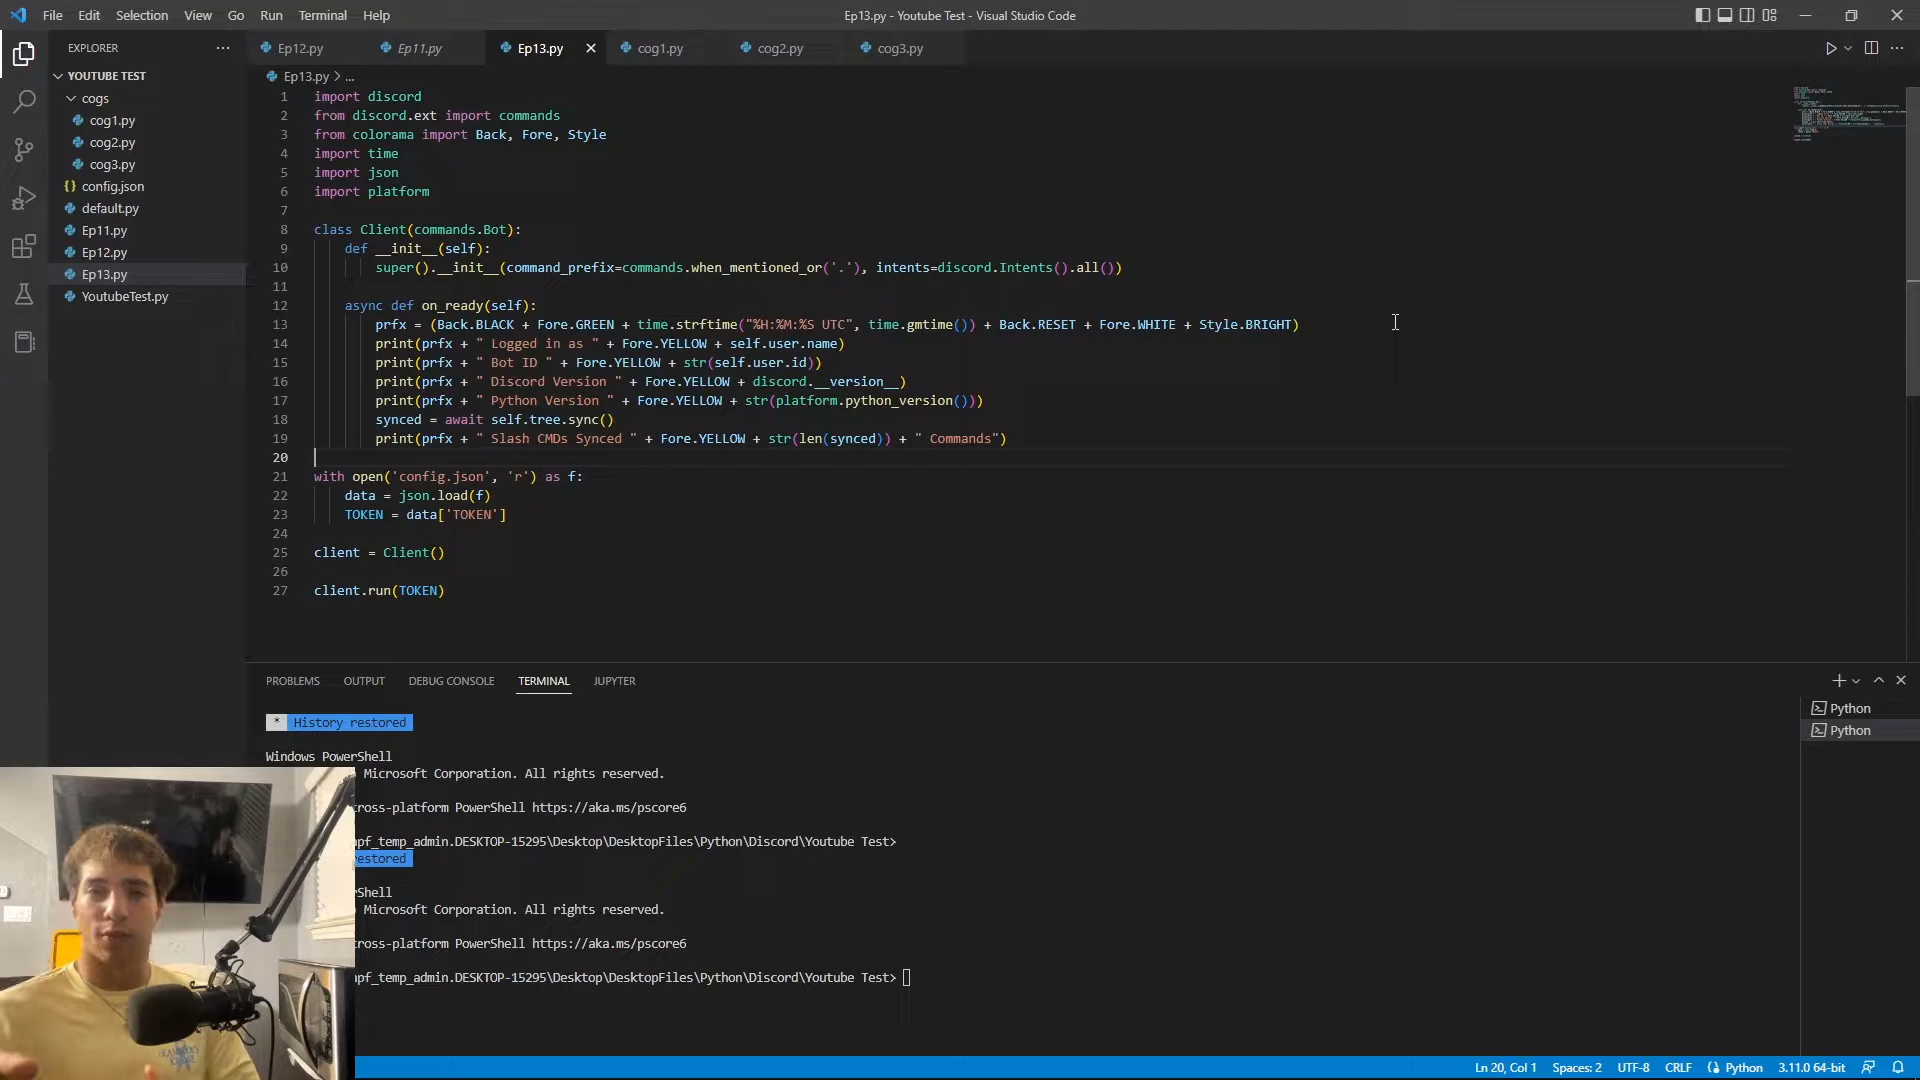 File Edit Selection View Go Run Terminal Help
Ep13.py - Youtube Test - Visual Studio Code
EXPLORER
YOUTUBE TEST
cogs
cog1.py
cog2.py
cog3.py
config.json
default.py
Ep11.py
Ep12.py
Ep13.py
YoutubeTest.py
Ep12.py Ep11.py Ep13.py cog1.py cog2.py cog3.py
Ep13.py > ...
1 import discord
2 from discord.ext import commands
3 from colorama import Back, Fore, Style
4 import time
5 import json
6 import platform
7
8 class Client(commands.Bot):
9 def __init__(self):
10 super().__init__(command_prefix=commands.when_mentioned_or('.'), intents=discord.Intents().all())
11
12 async def on_ready(self):
13 prfx = (Back.BLACK + Fore.GREEN + time.strftime("%H:%M:%S UTC", time.gmtime()) + Back.RESET + Fore.WHITE + Style.BRIGHT)
14 print(prfx + " Logged in as " + Fore.YELLOW + self.user.name)
15 print(prfx + " Bot ID " + Fore.YELLOW + str(self.user.id))
16 print(prfx + " Discord Version " + Fore.YELLOW + discord.__version__)
17 print(prfx + " Python Version " + Fore.YELLOW + str(platform.python_version()))
18 synced = await self.tree.sync()
19 print(prfx + " Slash CMDs Synced " + Fore.YELLOW + str(len(synced)) + " Commands")
20
21 with open('config.json', 'r') as f:
22 data = json.load(f)
23 TOKEN = data['TOKEN']
24
25 client = Client()
26
27 client.run(TOKEN)
PROBLEMS OUTPUT DEBUG CONSOLE TERMINAL JUPYTER
Python
Python
* History restored
Windows PowerShell
Microsoft Corporation. All rights reserved.
cross-platform PowerShell https://aka.ms/pscore6
pf_temp_admin.DESKTOP-15295\Desktop\DesktopFiles\Python\Discord\Youtube Test>
estored
Shell
Microsoft Corporation. All rights reserved.
cross-platform PowerShell https://aka.ms/pscore6
pf_temp_admin.DESKTOP-15295\Desktop\DesktopFiles\Python\Discord\Youtube Test>
Ln 20, Col 1 Spaces: 2 UTF-8 CRLF Python 3.11.0 64-bit